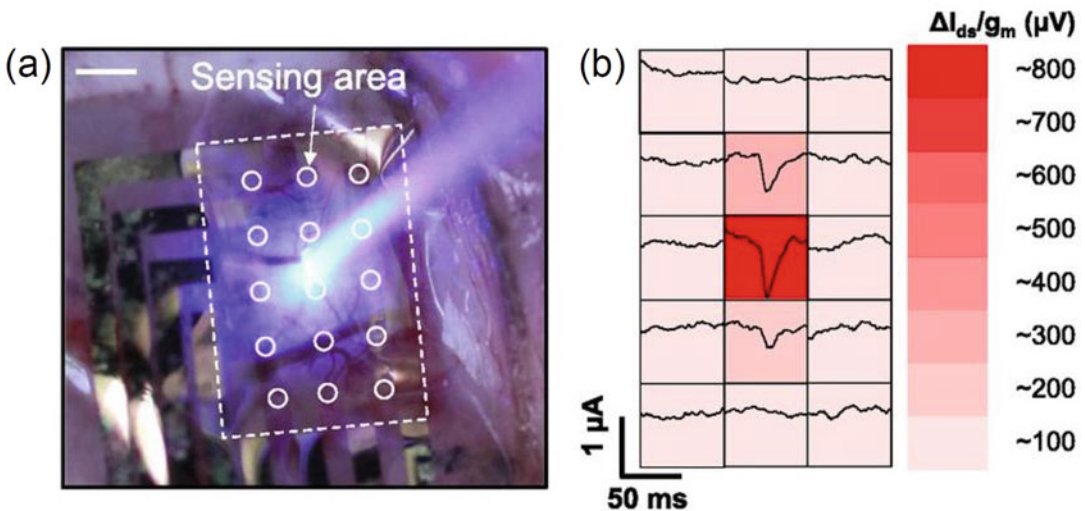 (a)
Sensing area
(b)
ΔIds/gm (μV)
~800
~700
~600
~500
~400
~300
~200
~100
1 μA
50 ms